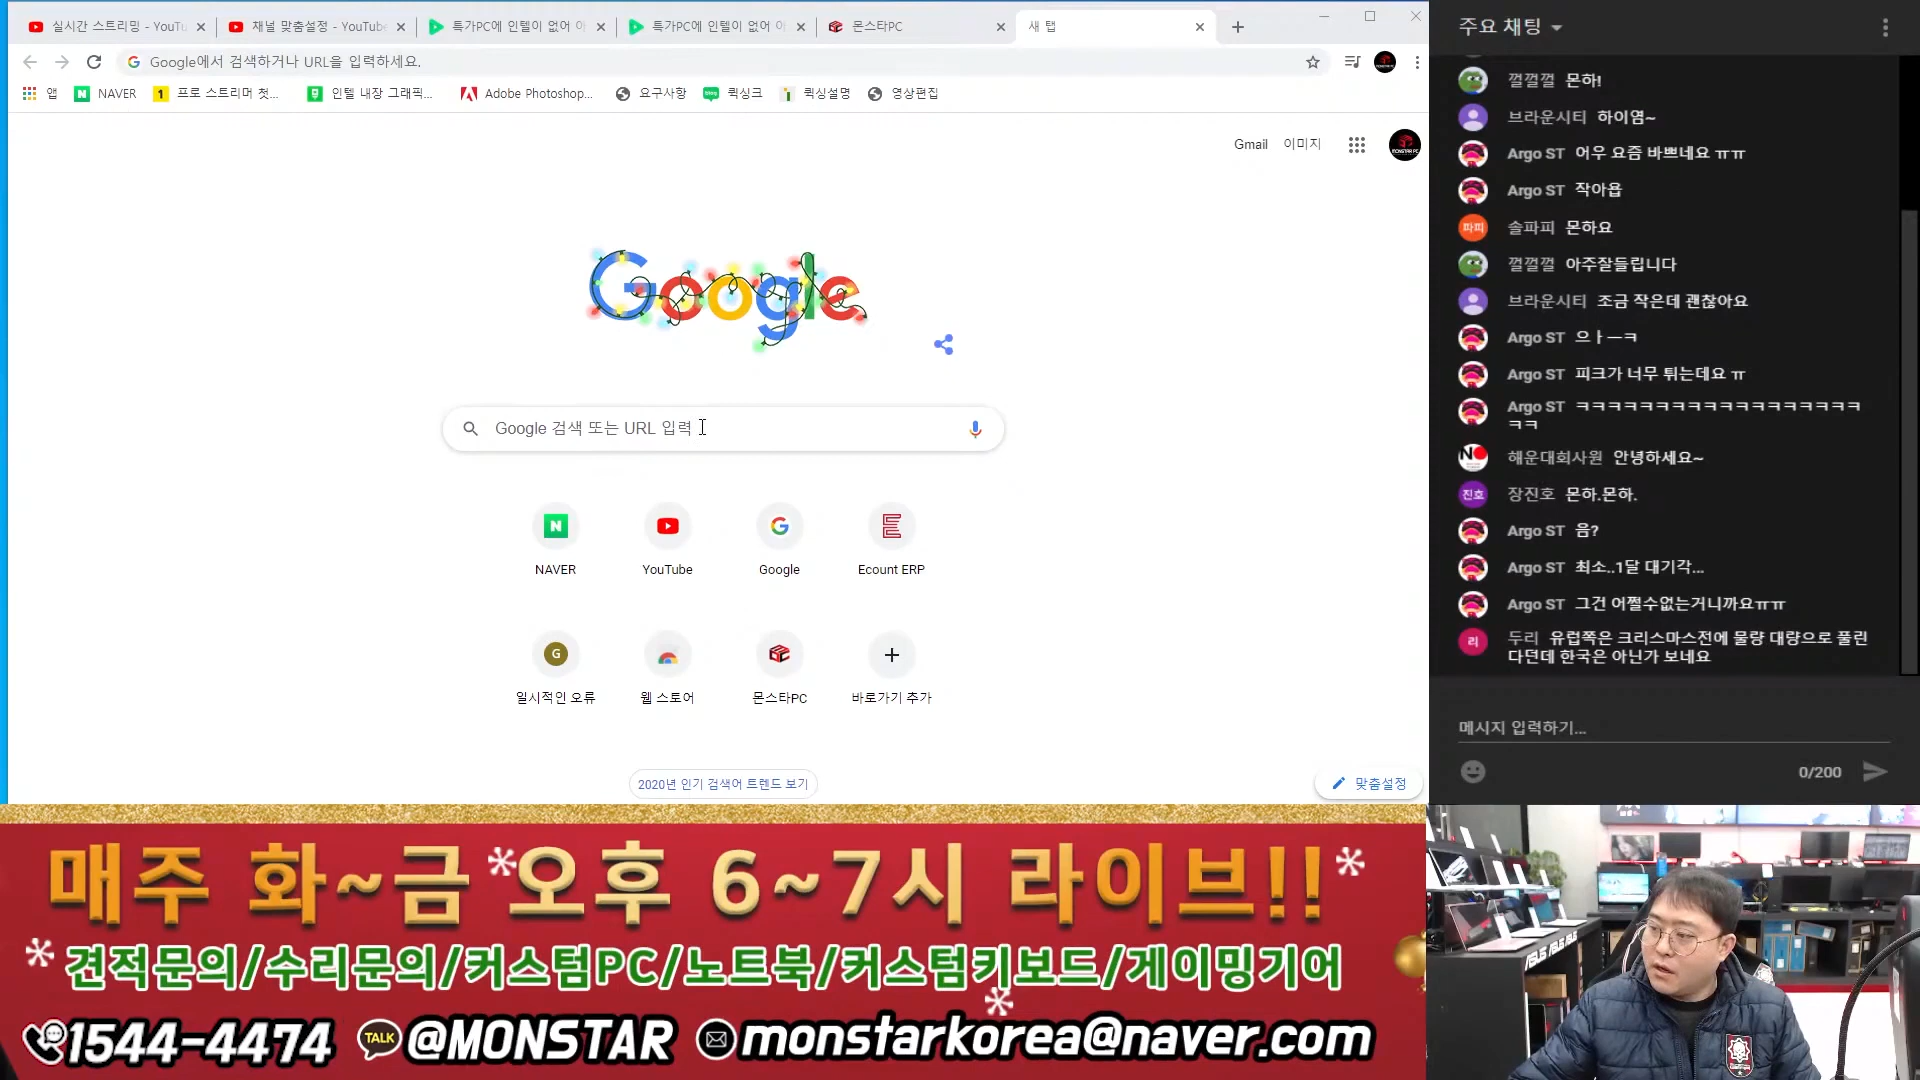 실시간 스트리밍 - YouTu
채널 맞춤설정 - YouTube
특가PC에 인텔이 없어 이
특가PC에 인텔이 없어 이
몬스타PC
새 탭
Google에서 검색하거나 URL을 입력하세요.
앱
NAVER
프로 스트리머 첫...
인텔 내장 그래픽...
Adobe Photoshop...
요구사항
퀵싱크
퀵싱설명
영상편집
Gmail 이미지
Google
Google 검색 또는 URL 입력
NAVER
YouTube
Google
Ecount ERP
G
일시적인 오류
웹 스토어
몬스타PC
바로가기 추가
2020년 인기 검색어 트렌드 보기
맞춤설정
주요 채팅
껄껄껄 몬하!
브라운시티 하이염~
Argo ST 어우 요즘 바쁘네요 ㅠㅠ
Argo ST 작아욥
파피
솔파피 몬하요
껄껄껄 아주잘들립니다
브라운시티 조금 작은데 괜찮아요
Argo ST 으ㅏㅡㅋ
Argo ST 피크가 너무 튀는데요 ㅠ
Argo ST ㅋㅋㅋㅋㅋㅋㅋㅋㅋㅋㅋㅋㅋㅋㅋㅋㅋㅋ
ㅋㅋ
해운대회사원 안녕하세요~
진호
장진호 몬하.몬하.
Argo ST 음?
Argo ST 최소..1달 대기각...
Argo ST 그건 어쩔수없는거니까요ㅠㅠ
리
두리 유럽쪽은 크리스마스전에 물량 대량으로 풀린
다던데 한국은 아닌가 보네요
메시지 입력하기...
0/200
매주 화~금 오후 6~7시 라이브!!
견적문의/수리문의/커스텀PC/노트북/커스텀키보드/게이밍기어
1544-4474
TALK
@MONSTAR
monstarkorea@naver.com